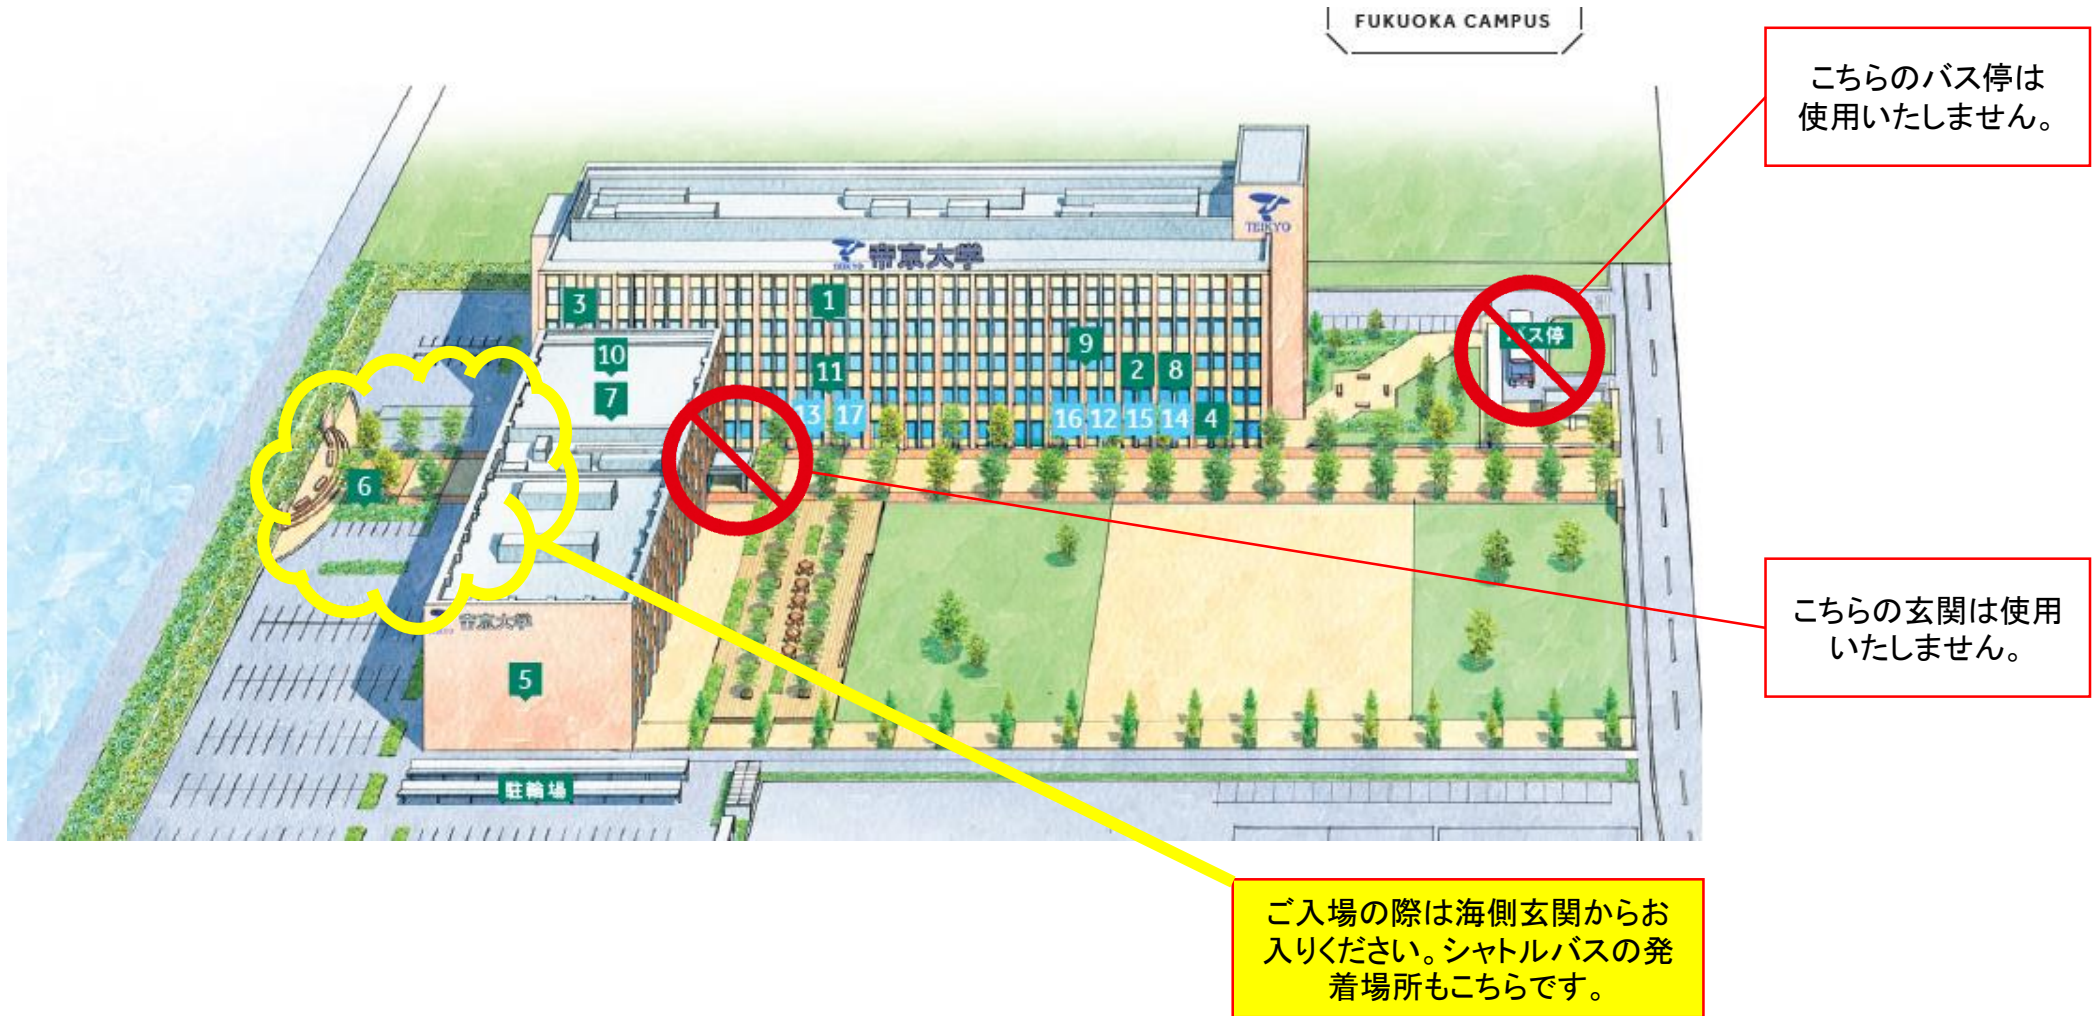 FUKUOKA CAMPUS
こちらのバス停は
使用いたしません。
TEIKYO
TEIKYO 帝京大学
3
1
バス停
10
9
11
2
8
7
13
17
16
12
15
14
4
6
帝京大学
5
こちらの玄関は使用
いたしません。
駐輪場
ご入場の際は海側玄関からお
入りください。シャトルバスの発
着場所もこちらです。